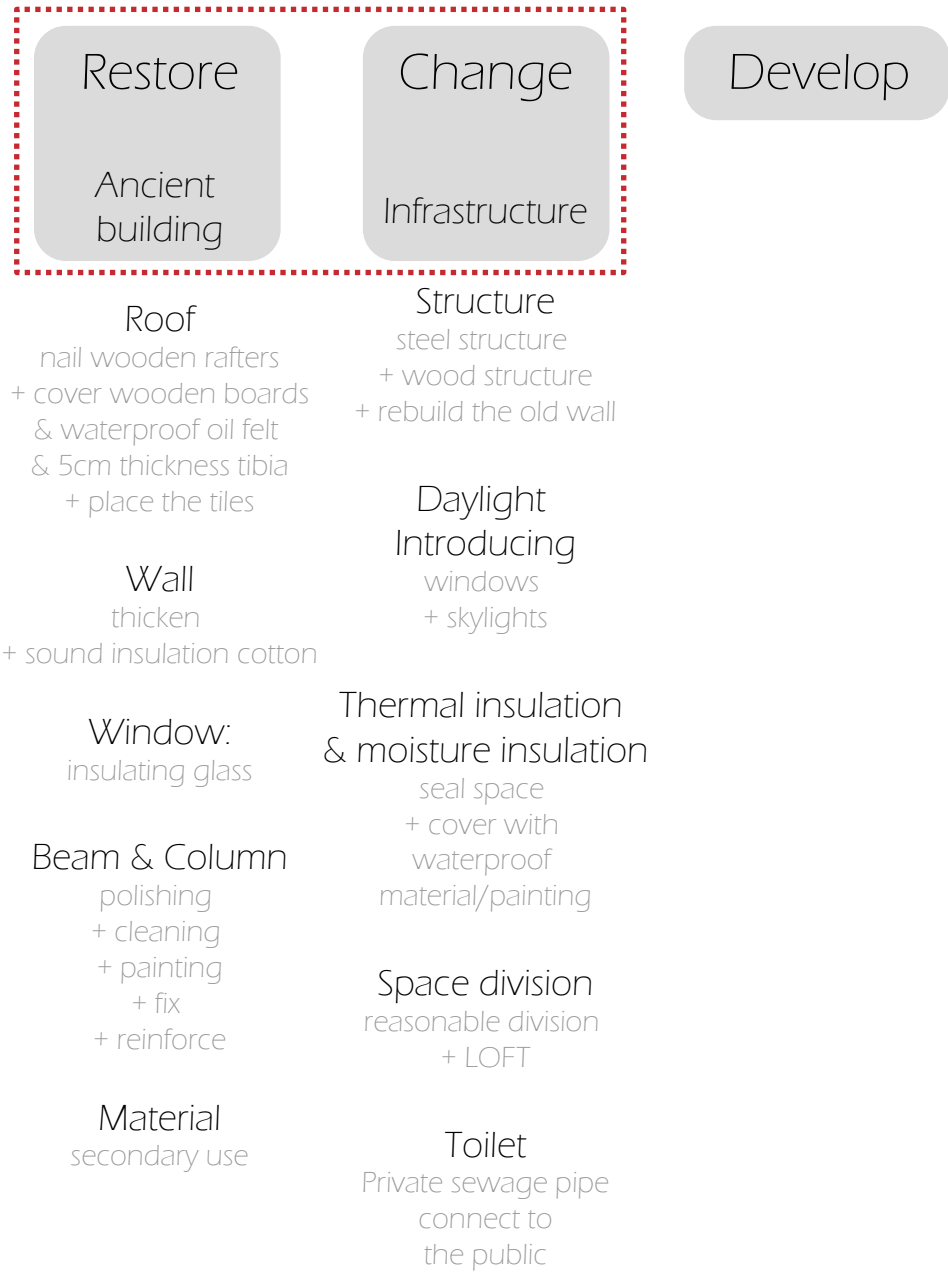 Restore
Ancient
building
Change
Infrastructure
Develop
Roof
nail wooden rafters
+ cover wooden boards
& waterproof oil felt
& 5cm thickness tibia
+ place the tiles
Wall
thicken
+ sound insulation cotton
Window:
insulating glass
Beam & Column
polishing
+ cleaning
+ painting
+ fix
+ reinforce
Material
secondary use
Structure
steel structure
+ wood structure
+ rebuild the old wall
Daylight
Introducing
windows
+ skylights
Thermal insulation
& moisture insulation
seal space
+ cover with
waterproof
material/painting
Space division
reasonable division
+ LOFT
Toilet
Private sewage pipe
connect to
the public